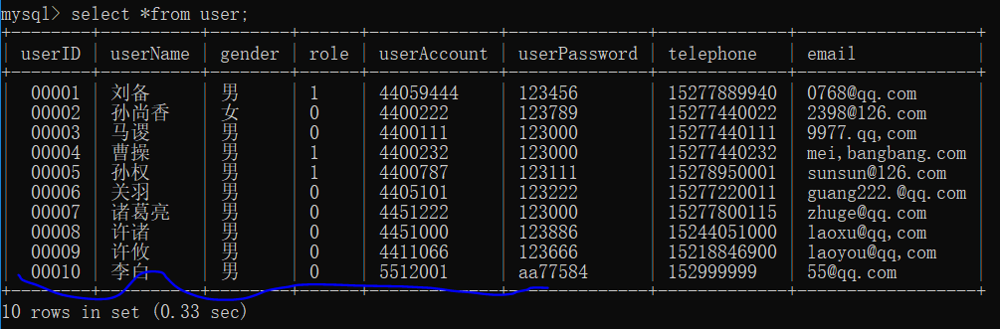 mysql> select *from user;
| userID | userName | gender | role | userAccount | userPassword | telephone | email |
| 00001 | 刘备 | 男 | 1 | 44059444 | 123456 | 15277889940 | 0768@qq.com |
| 00002 | 孙尚香 | 女 | 0 | 4400222 | 123789 | 15277440022 | 2398@126.com |
| 00003 | 马谡 | 男 | 0 | 4400111 | 123000 | 15277440111 | 9977.qq,com |
| 00004 | 曹操 | 男 | 1 | 4400232 | 123000 | 15277440232 | mei,bangbang.com |
| 00005 | 孙权 | 男 | 1 | 4400787 | 123111 | 15278950001 | sunsun@126.com |
| 00006 | 关羽 | 男 | 0 | 4405101 | 123222 | 15277220011 | guang222.@qq.com |
| 00007 | 诸葛亮 | 男 | 0 | 4451222 | 123000 | 15277800115 | zhuge@qq.com |
| 00008 | 许诸 | 男 | 0 | 4451000 | 123886 | 15244051000 | laoxu@qq,com |
| 00009 | 许攸 | 男 | 0 | 4411066 | 123666 | 15218846900 | laoyou@qq,com |
| 00010 | 李白 | 男 | 0 | 5512001 | aa77584 | 152999999 | 55@qq.com |
10 rows in set (0.33 sec)